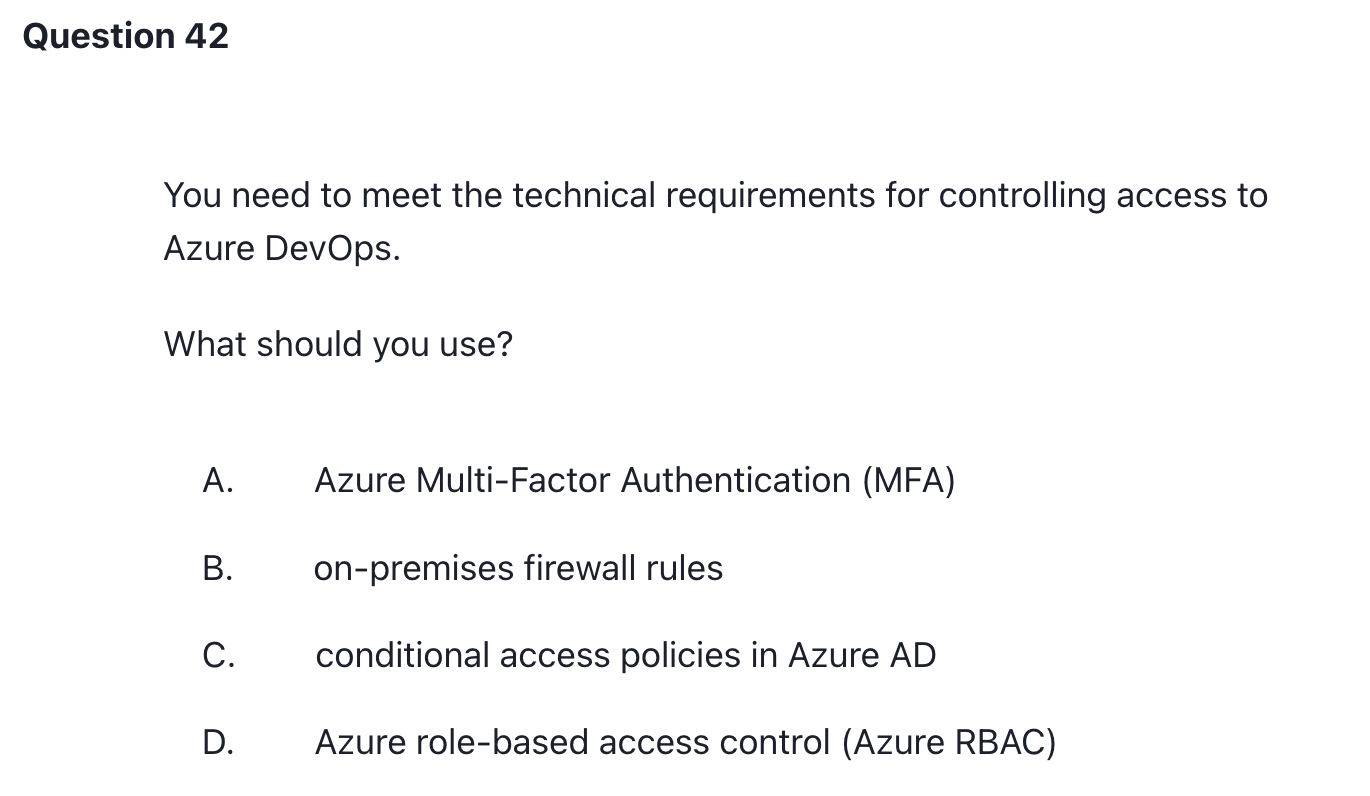 Question 42
You need to meet the technical requirements for controlling access to
Azure DevOps.
What should you use?
A. Azure Multi-Factor Authentication (MFA)
B. on-premises firewall rules
C. conditional access policies in Azure AD
D. Azure role-based access control (Azure RBAC)